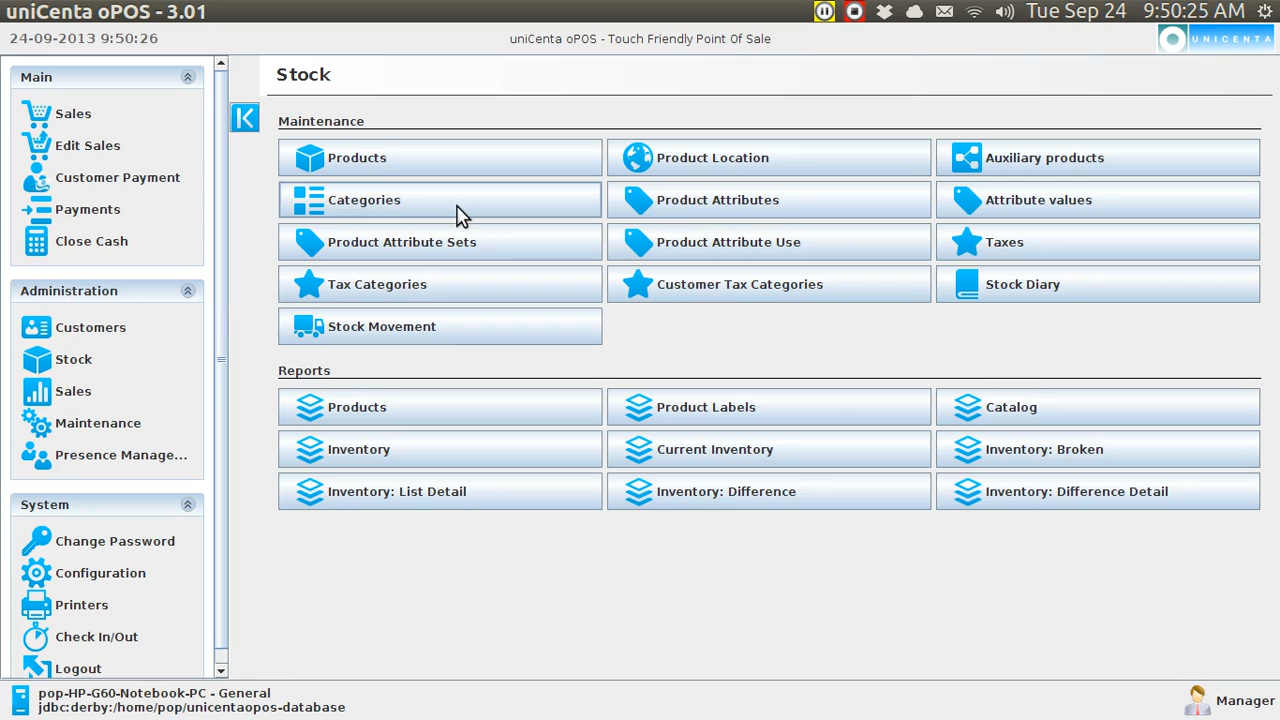 uniCenta oPOS - 3.01
Tue Sep 24 9:50:25 AM
24-09-2013 9:50:26
uniCenta oPOS - Touch Friendly Point Of Sale
UNICENTA
Main
Sales
Edit Sales
Customer Payment
Payments
Close Cash
Administration
Customers
Stock
Sales
Maintenance
Presence Manage...
System
Change Password
Configuration
Printers
Check In/Out
Logout
Stock
Maintenance
Products
Product Location
Auxiliary products
Categories
Product Attributes
Attribute values
Product Attribute Sets
Product Attribute Use
Taxes
Tax Categories
Customer Tax Categories
Stock Diary
Stock Movement
Reports
Products
Product Labels
Catalog
Inventory
Current Inventory
Inventory: Broken
Inventory: List Detail
Inventory: Difference
Inventory: Difference Detail
pop-HP-G60-Notebook-PC - General
jdbc:derby:/home/pop/unicentaopos-database
Manager